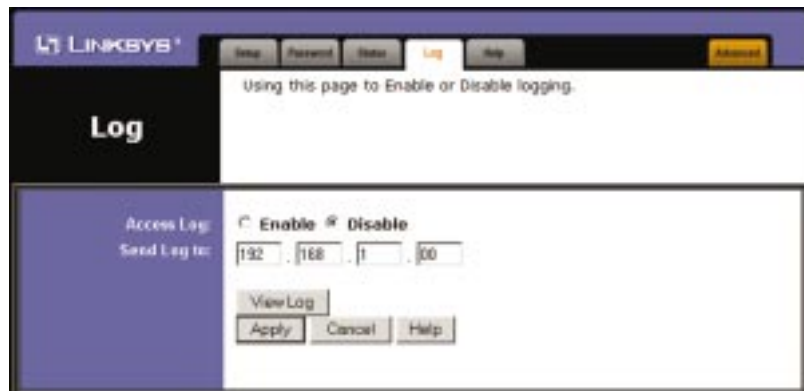 LINKSYS®
Setup Password Status Log Help Advanced
Using this page to Enable or Disable logging.
Log
Access Log: Enable Disable
Send Log to: 192 . 168 . 1 . 00
View Log
Apply Cancel Help